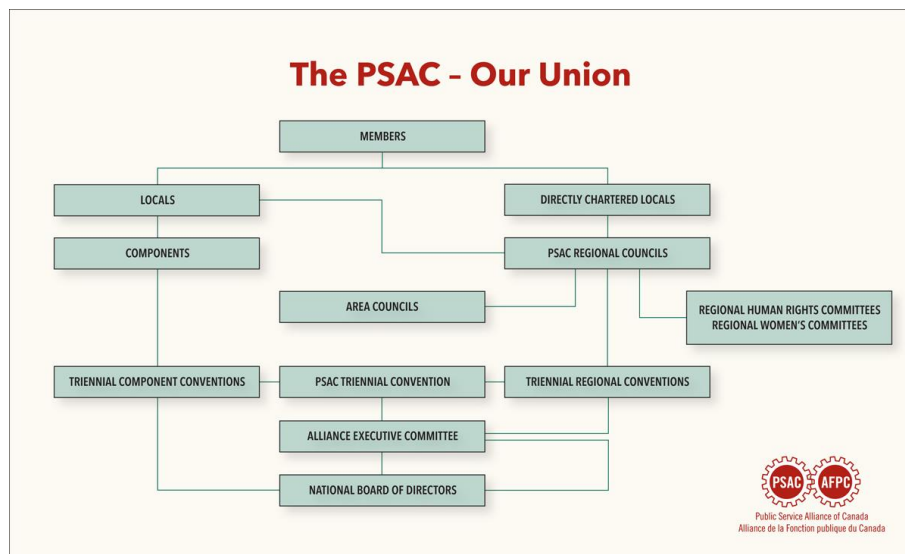 The PSAC – Our Union
MEMBERS
LOCALS
DIRECTLY CHARTERED LOCALS
COMPONENTS
PSAC REGIONAL COUNCILS
AREA COUNCILS
REGIONAL HUMAN RIGHTS COMMITTEES
REGIONAL WOMEN'S COMMITTEES
TRIENNIAL COMPONENT CONVENTIONS
PSAC TRIENNIAL CONVENTION
TRIENNIAL REGIONAL CONVENTIONS
ALLIANCE EXECUTIVE COMMITTEE
NATIONAL BOARD OF DIRECTORS
PSAC AFPC
Public Service Alliance of Canada
Alliance de la Fonction publique du Canada